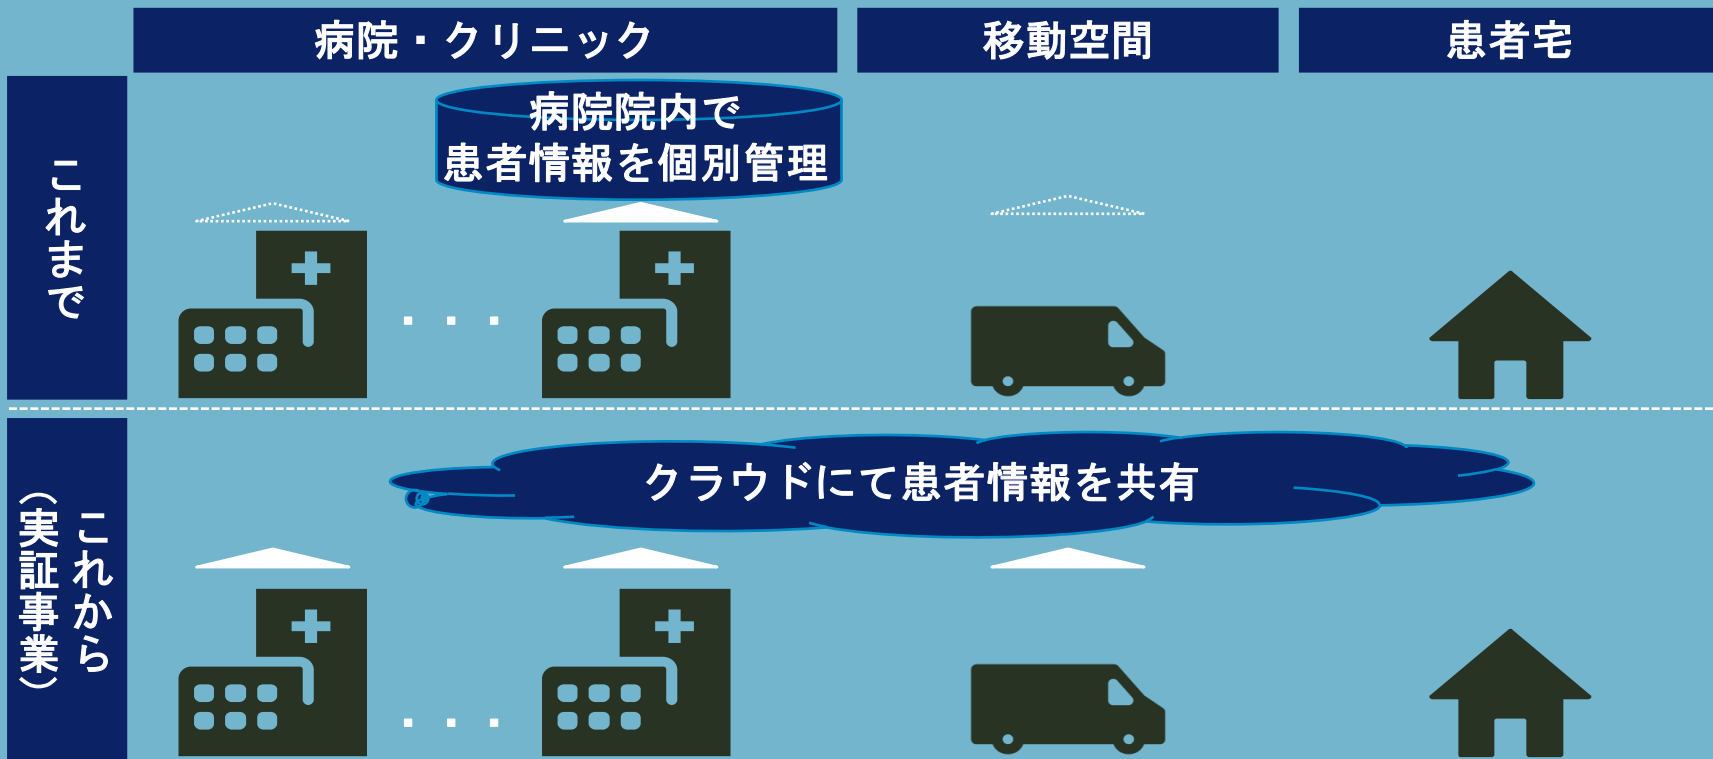 病院・クリニック
移動空間
患者宅
これまで
病院院内で
患者情報を個別管理
・・・
これから
（実証事業）
クラウドにて患者情報を共有
・・・